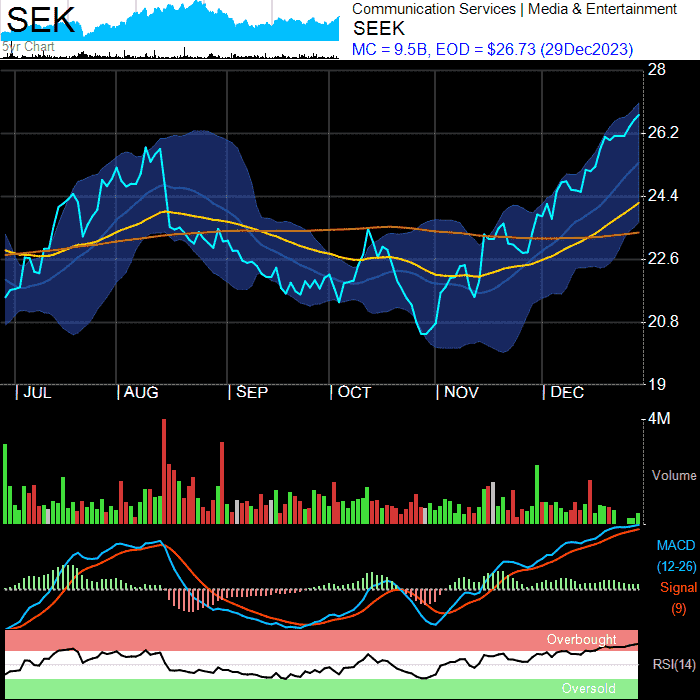 SEK
5yr Chart
Communication Services | Media & Entertainment
SEEK
MC = 9.5B, EOD = $26.73 (29Dec2023)
28
26.2
24.4
22.6
20.8
19
JUL AUG SEP OCT NOV DEC
4M
Volume
MACD
(12-26)
Signal
(9)
Overbought
RSI(14)
Oversold